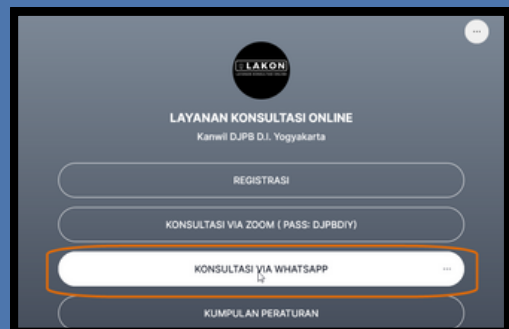 LAKON
LAYANAN KONSULTASI ONLINE
Kanwil DJPB D.I. Yogyakarta
REGISTRASI
KONSULTASI VIA ZOOM ( PASS: DJPBDIY)
KONSULTASI VIA WHATSAPP
KUMPULAN PERATURAN